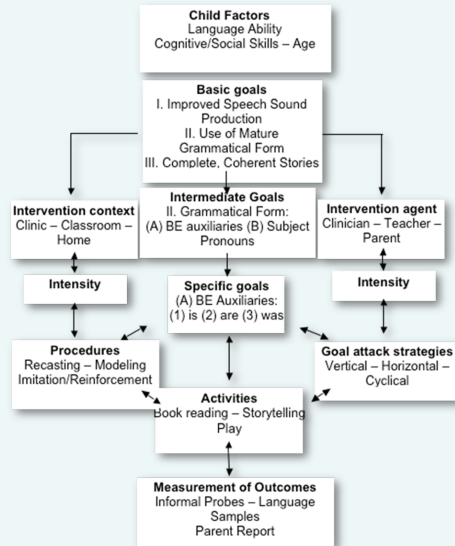 Child Factors
Language Ability
Cognitive/Social Skills – Age
Basic goals
I. Improved Speech Sound
Production
II. Use of Mature
Grammatical Form
III. Complete, Coherent Stories
Intervention context
Clinic – Classroom –
Home
Intermediate Goals
II. Grammatical Form:
(A) BE auxiliaries (B) Subject
Pronouns
Intervention agent
Clinician – Teacher –
Parent
Intensity
Specific goals
(A) BE Auxiliaries:
(1) is (2) are (3) was
Intensity
Procedures
Recasting – Modeling
Imitation/Reinforcement
Goal attack strategies
Vertical – Horizontal –
Cyclical
Activities
Book reading – Storytelling
Play
Measurement of Outcomes
Informal Probes – Language
Samples
Parent Report